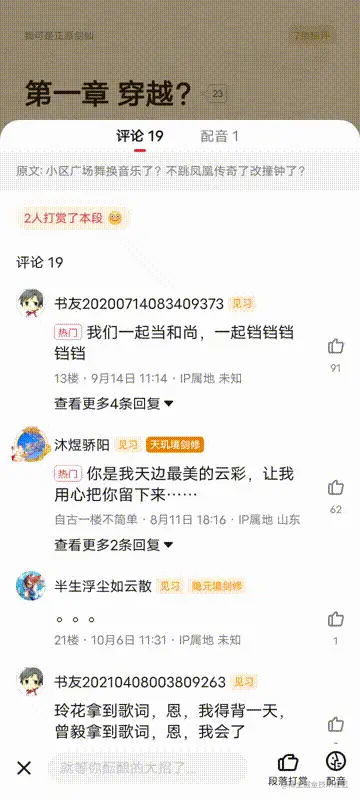 我可是正派剑仙
第一章 穿越？
23
评论 19
配音 1
原文: 小区广场舞换音乐了？不跳凤凰传奇了改撞钟了？
2人打赏了本段
评论 19
书友20200714083409373 见习
热门 我们一起当和尚，一起铛铛铛
铛铛
91
13楼 · 9月14日 11:14 · IP属地 未知
查看更多4条回复
沐煜骄阳 见习 天玑境剑修
热门 你是我天边最美的云彩，让我
用心把你留下来……
62
自古一楼不简单 · 8月11日 18:16 · IP属地 山东
查看更多2条回复
半生浮尘如云散 见习 隐元境剑修
。。。
1
21楼 · 10月6日 11:31 · IP属地 未知
书友20210408003809263 见习
玲花拿到歌词，恩，我得背一天，
曾毅拿到歌词，恩，我会了
就等你酝酿的大招了...
段落打赏
配音